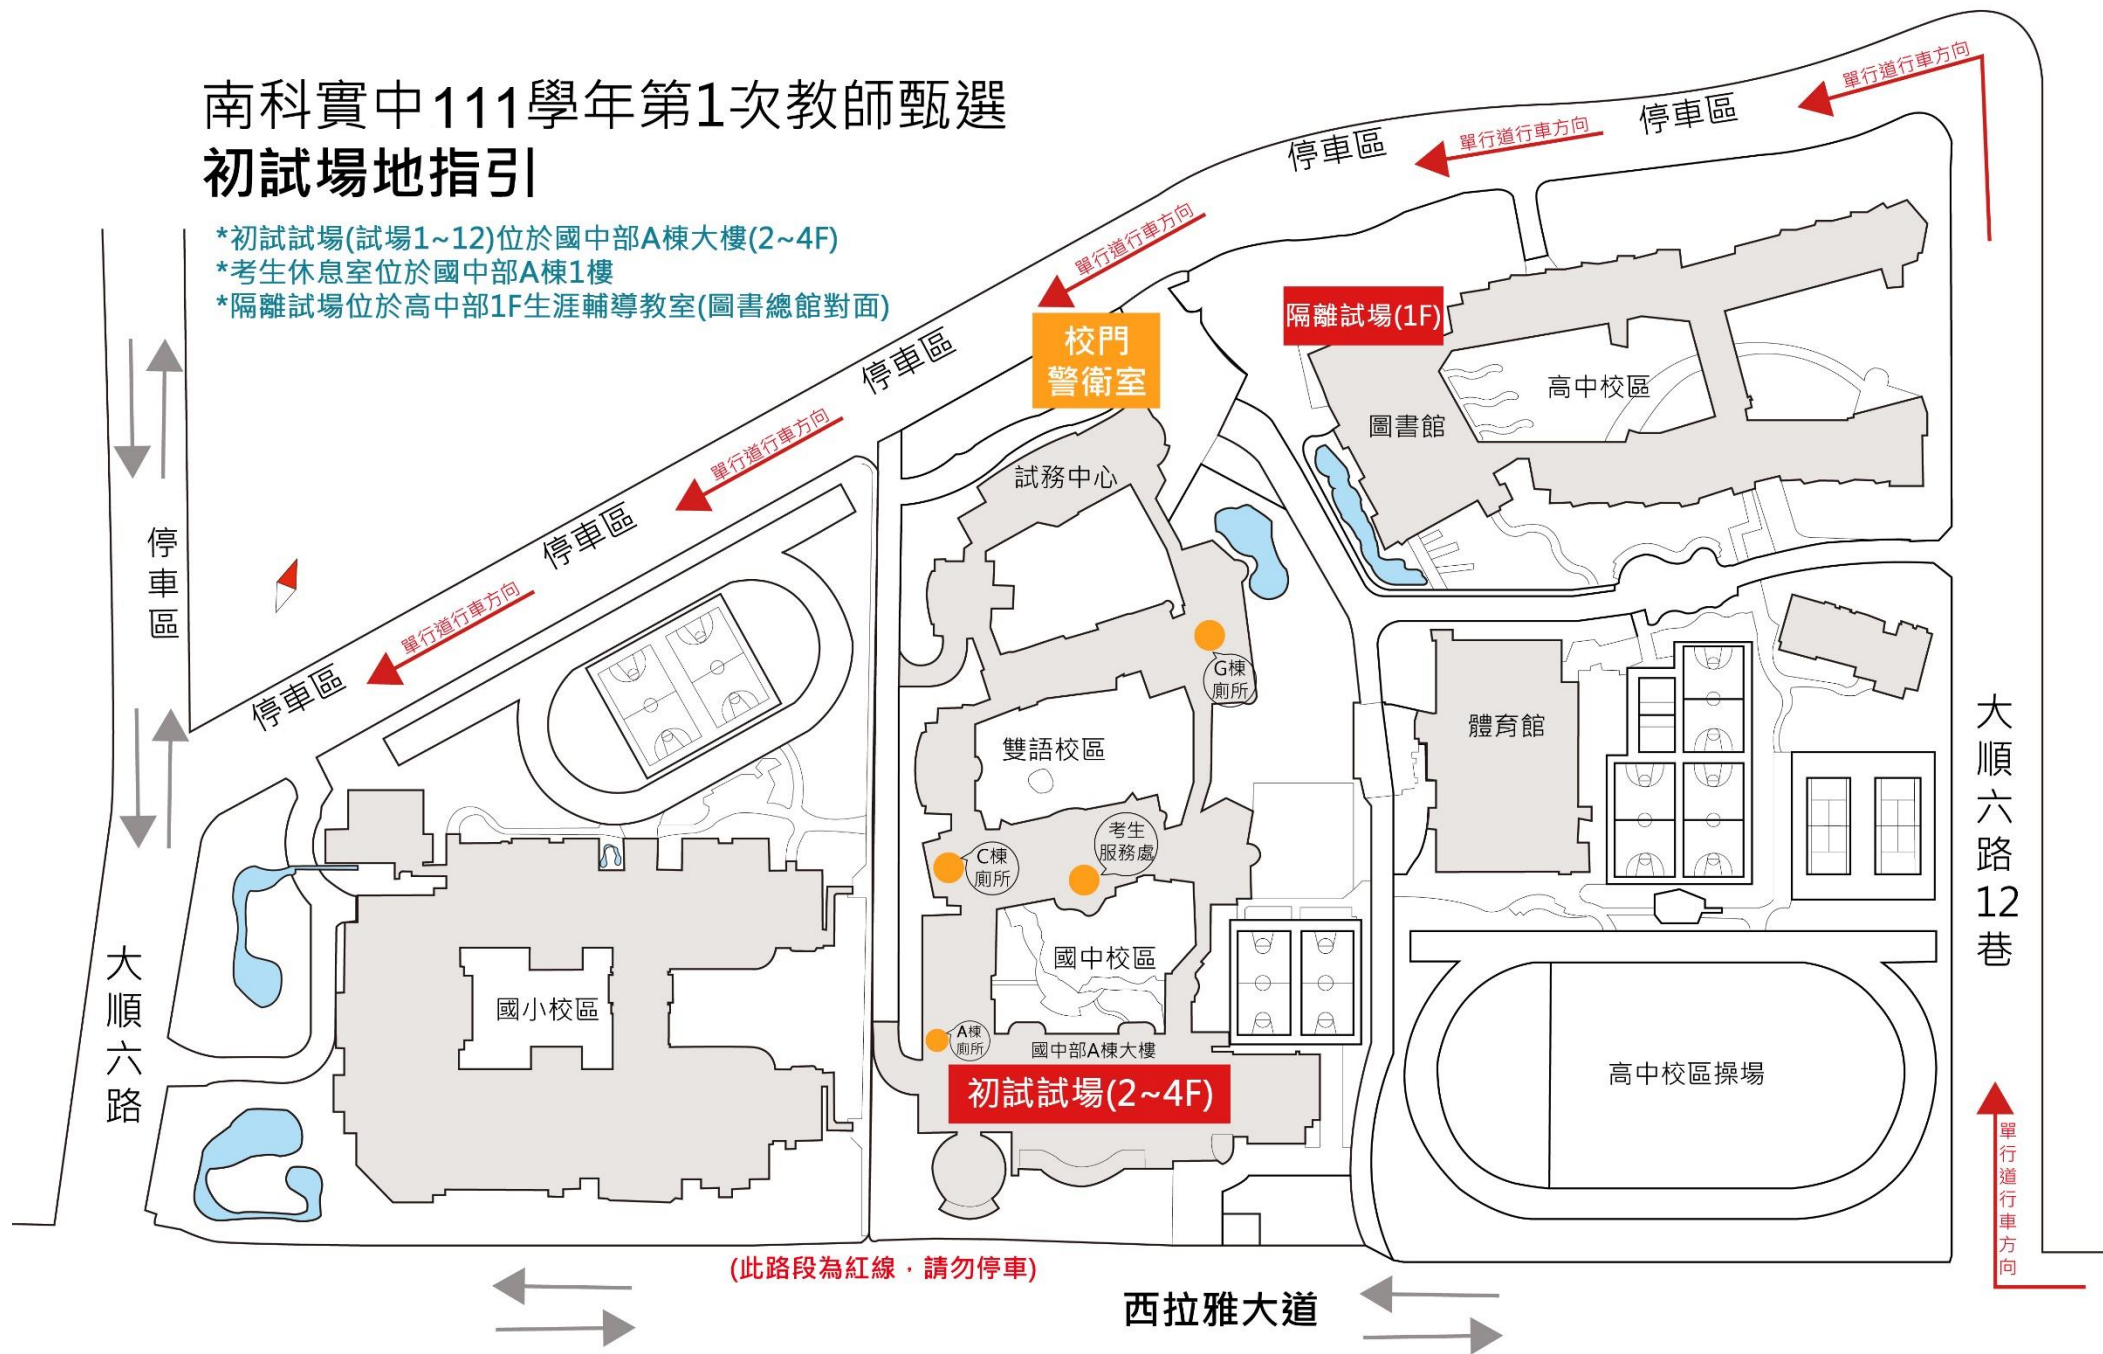 南科實中111學年第1次教師甄選
初試場地指引
*初試試場(試場1~12)位於國中部A棟大樓(2~4F)
*考生休息室位於國中部A棟1樓
*隔離試場位於高中部1F生涯輔導教室(圖書總館對面)
單行道行車方向
停車區
單行道行車方向
停車區
單行道行車方向
校門
警衛室
停車區
單行道行車方向
停車區
單行道行車方向
停車區
停車區
隔離試場(1F)
高中校區
圖書館
試務中心
G棟
廁所
雙語校區
體育館
考生
服務處
C棟
廁所
國中校區
國小校區
A棟
廁所
國中部A棟大樓
初試試場(2~4F)
高中校區操場
大順六路
大順六路12巷
單行道行車方向
(此路段為紅線，請勿停車)
西拉雅大道